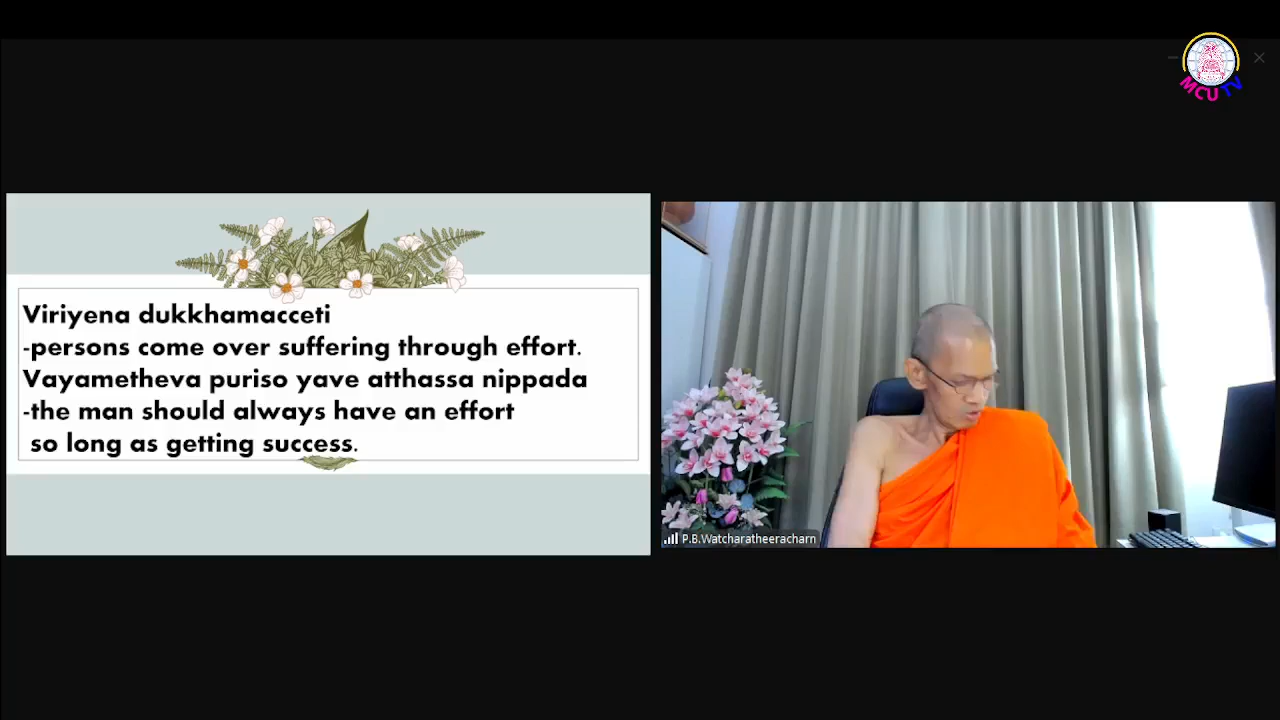 MCU TV
Viriyena dukkhamacceti
-persons come over suffering through effort.
Vayametheva puriso yave atthassa nippada
-the man should always have an effort
so long as getting success.
P.B.Watcharatheeracharn